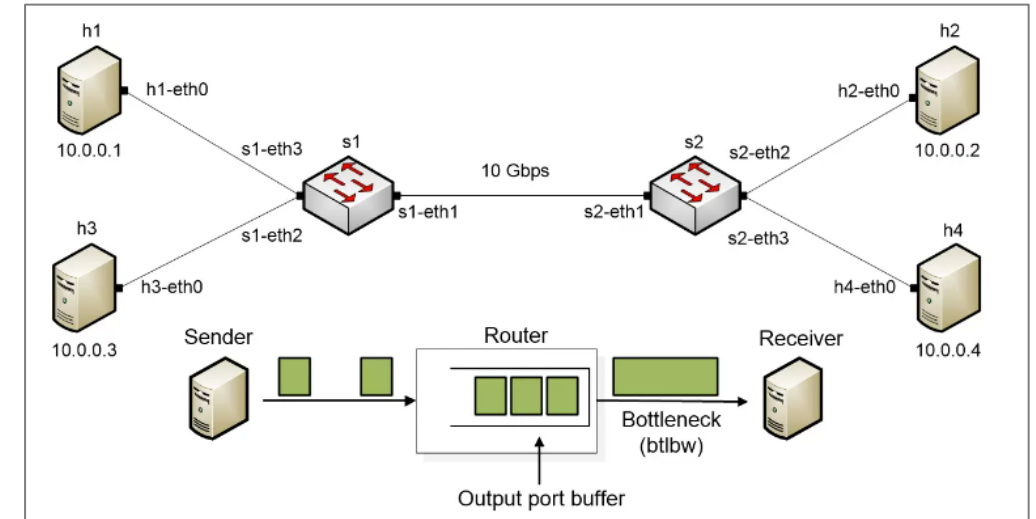 h1
h2
h1-eth0
h2-eth0
10.0.0.1
s1-eth3
s1
s2
s2-eth2
10.0.0.2
10 Gbps
s1-eth1
s2-eth1
h3
s1-eth2
s2-eth3
h4
h3-eth0
h4-eth0
10.0.0.3
Sender
Router
Receiver
10.0.0.4
Bottleneck
(btlbw)
Output port buffer